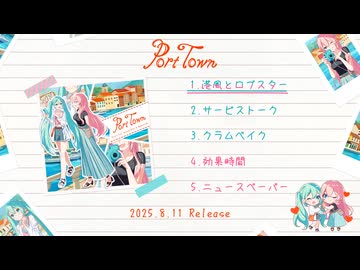 Port Town
1.港風とロブスター
2.サービストーク
3.クラムベイク
4.効果時間
5.ニュースペーパー
Port Town
2025.8.11 Release